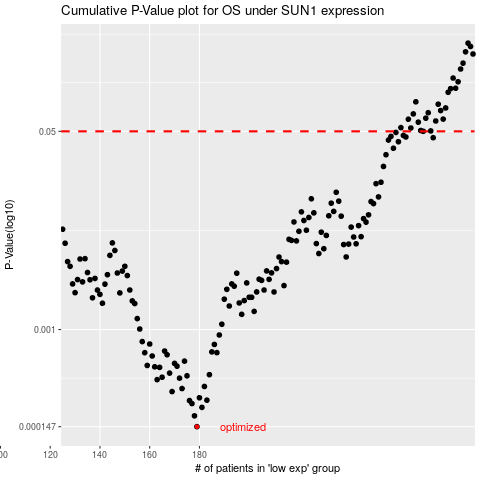 Cumulative P-Value plot for OS under SUN1 expression
P-Value(log10)
0.05
0.001
0.000147
optimized
00 120 140 160 180
# of patients in 'low exp' group